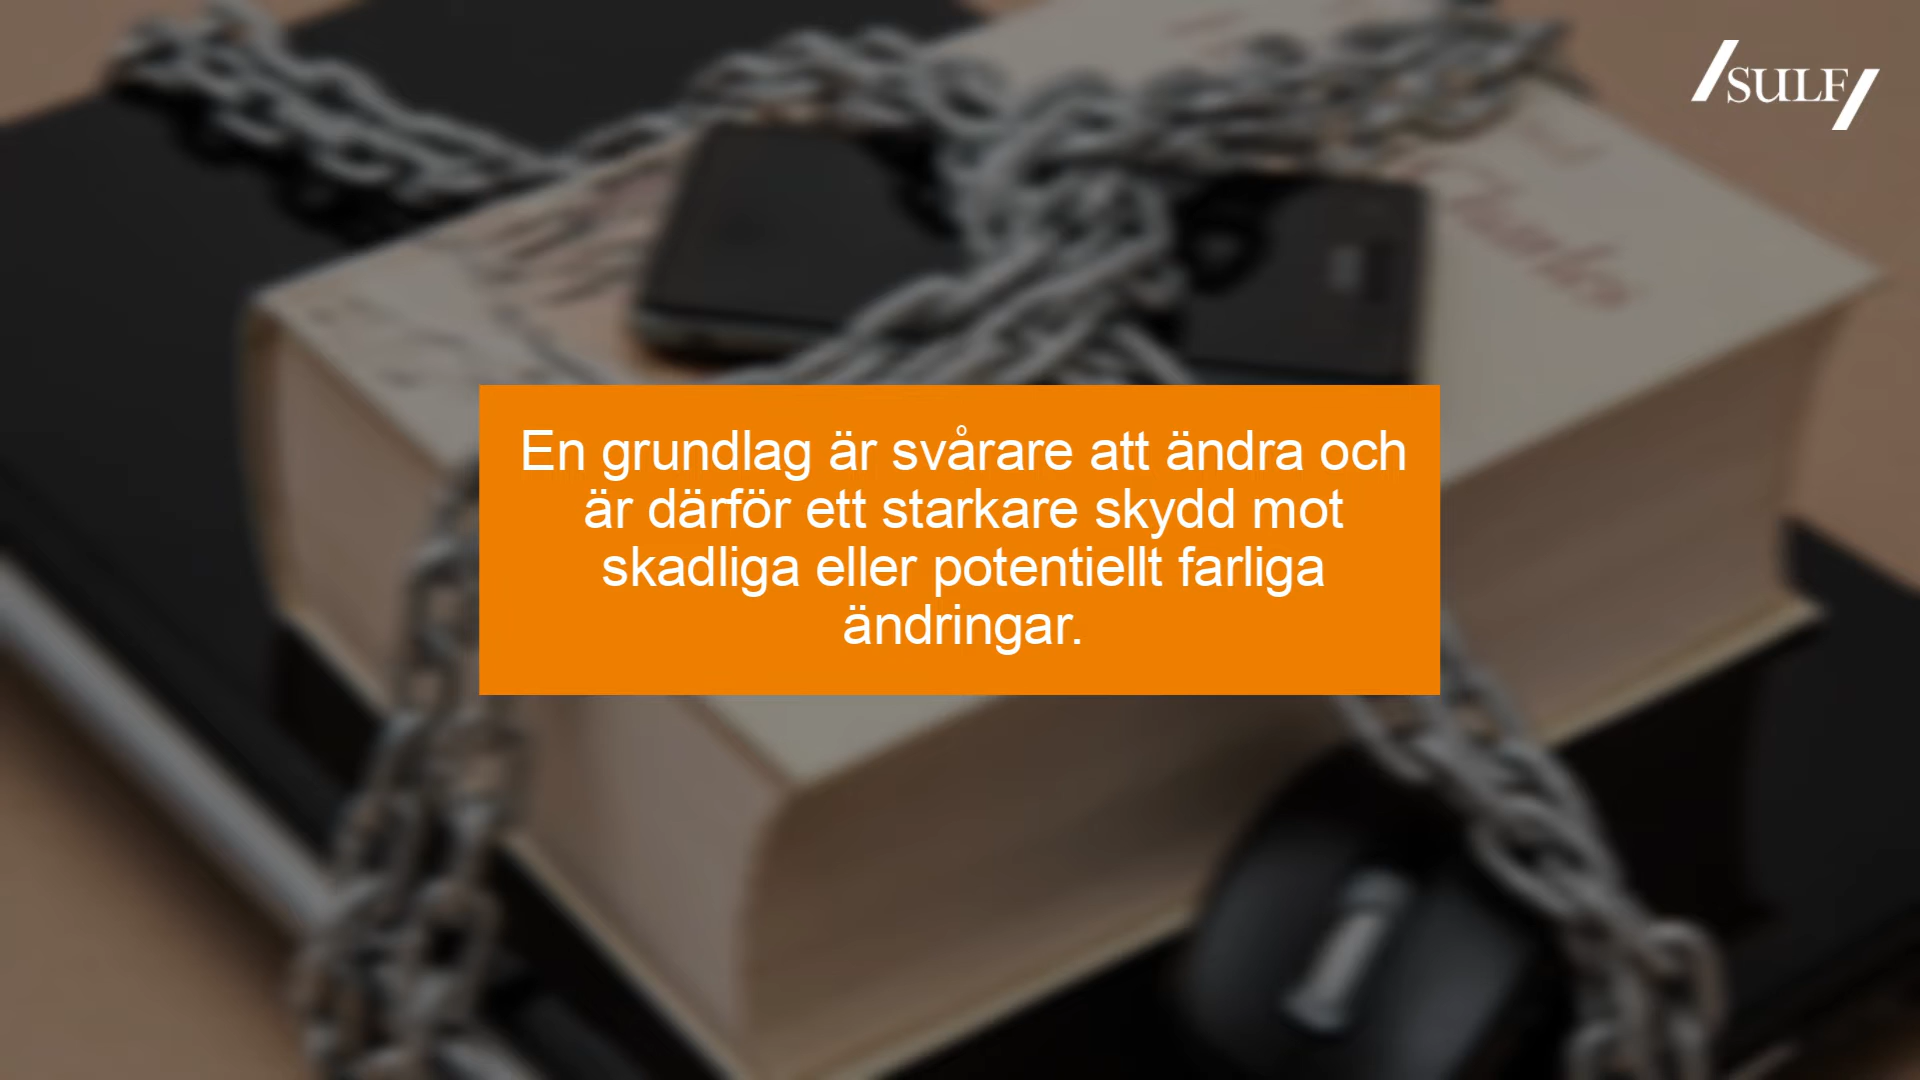 /SULF/
En grundlag är svårare att ändra och
är därför ett starkare skydd mot
skadliga eller potentiellt farliga
ändringar.